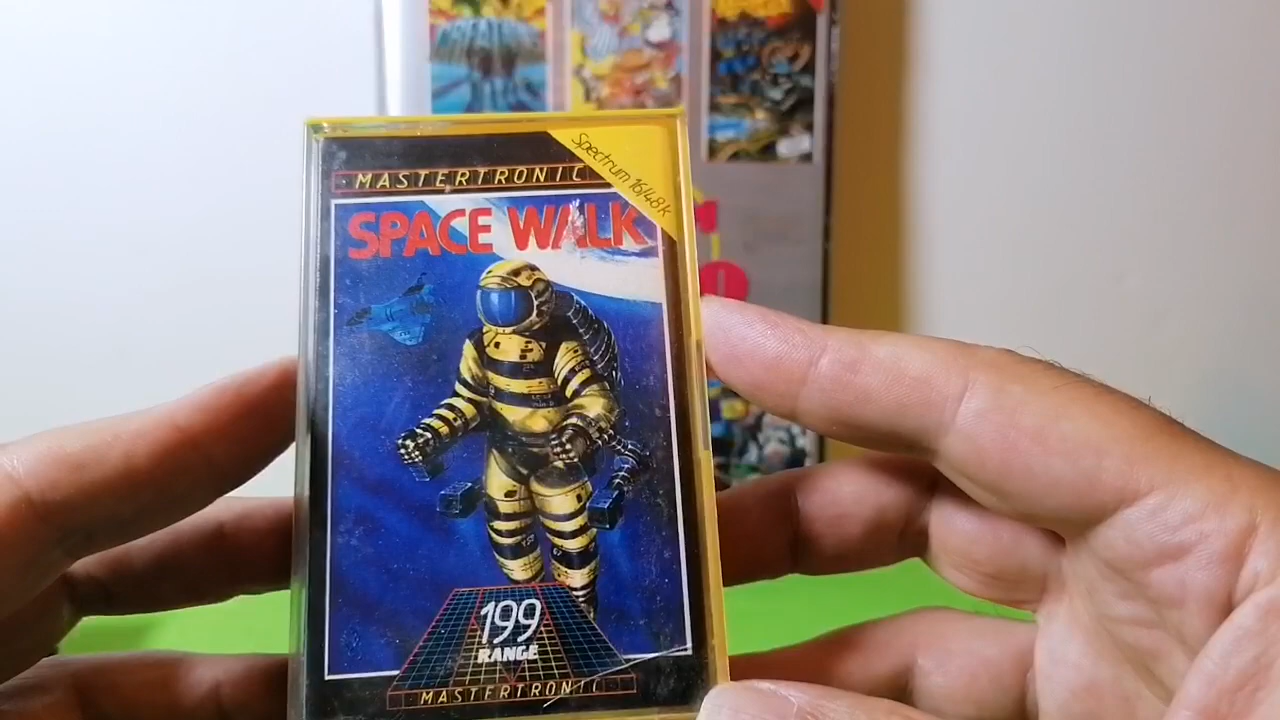 MASTERTRONIC
Spectrum 16/48K
SPACE WALK
199
RANGE
MASTERTRONIC